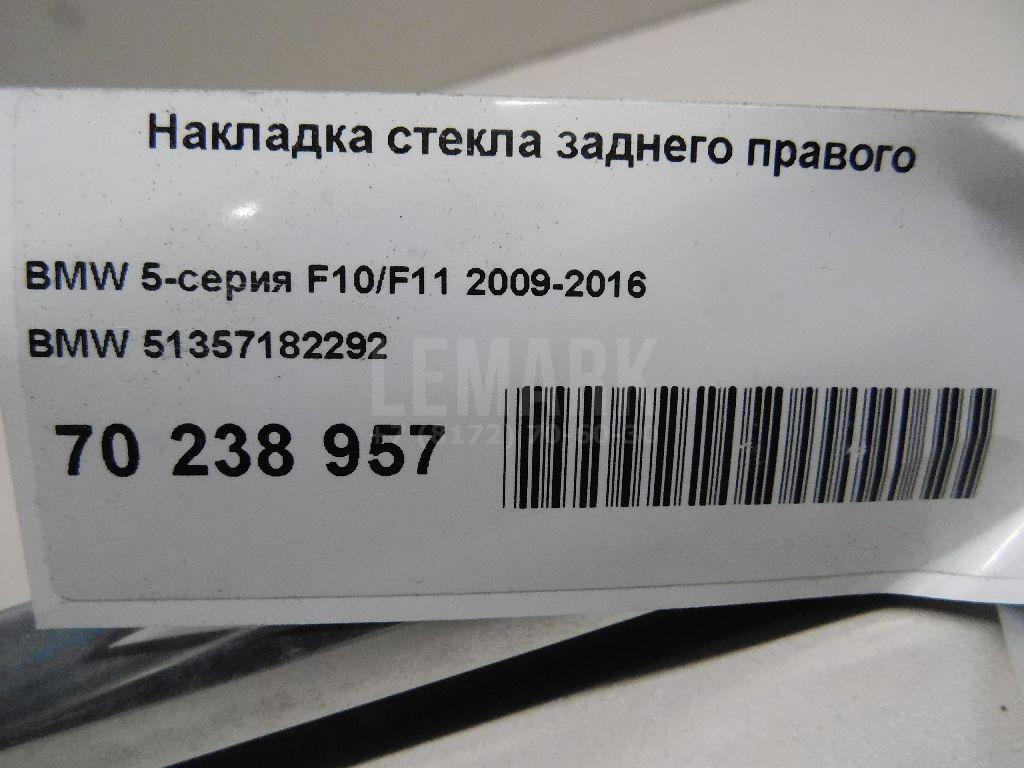 Накладка стекла заднего правого
BMW 5-серия F10/F11 2009-2016
BMW 51357182292
LEMARK
70 238 957